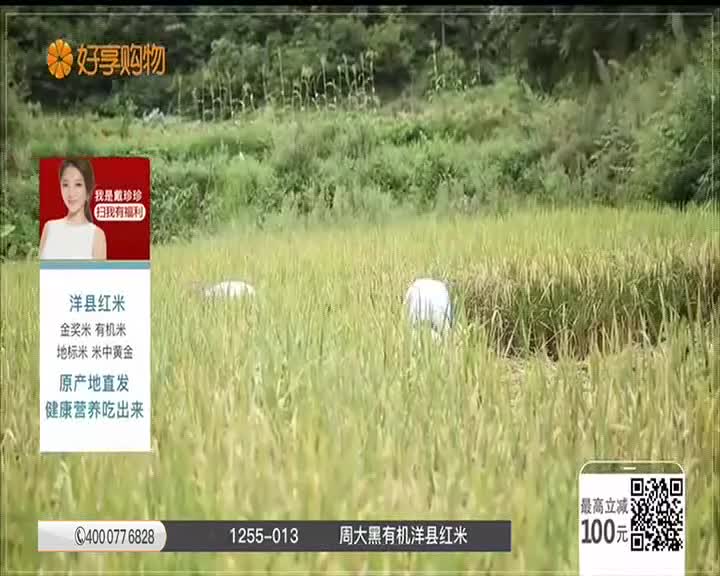 好享购物
我是戴珍珍
扫我有福利
洋县红米
金奖米 有机米
地标米 米中黄金
原产地直发
健康营养吃出来
最高立减
100元
400 077 6828
1255-013
周大黑有机洋县红米